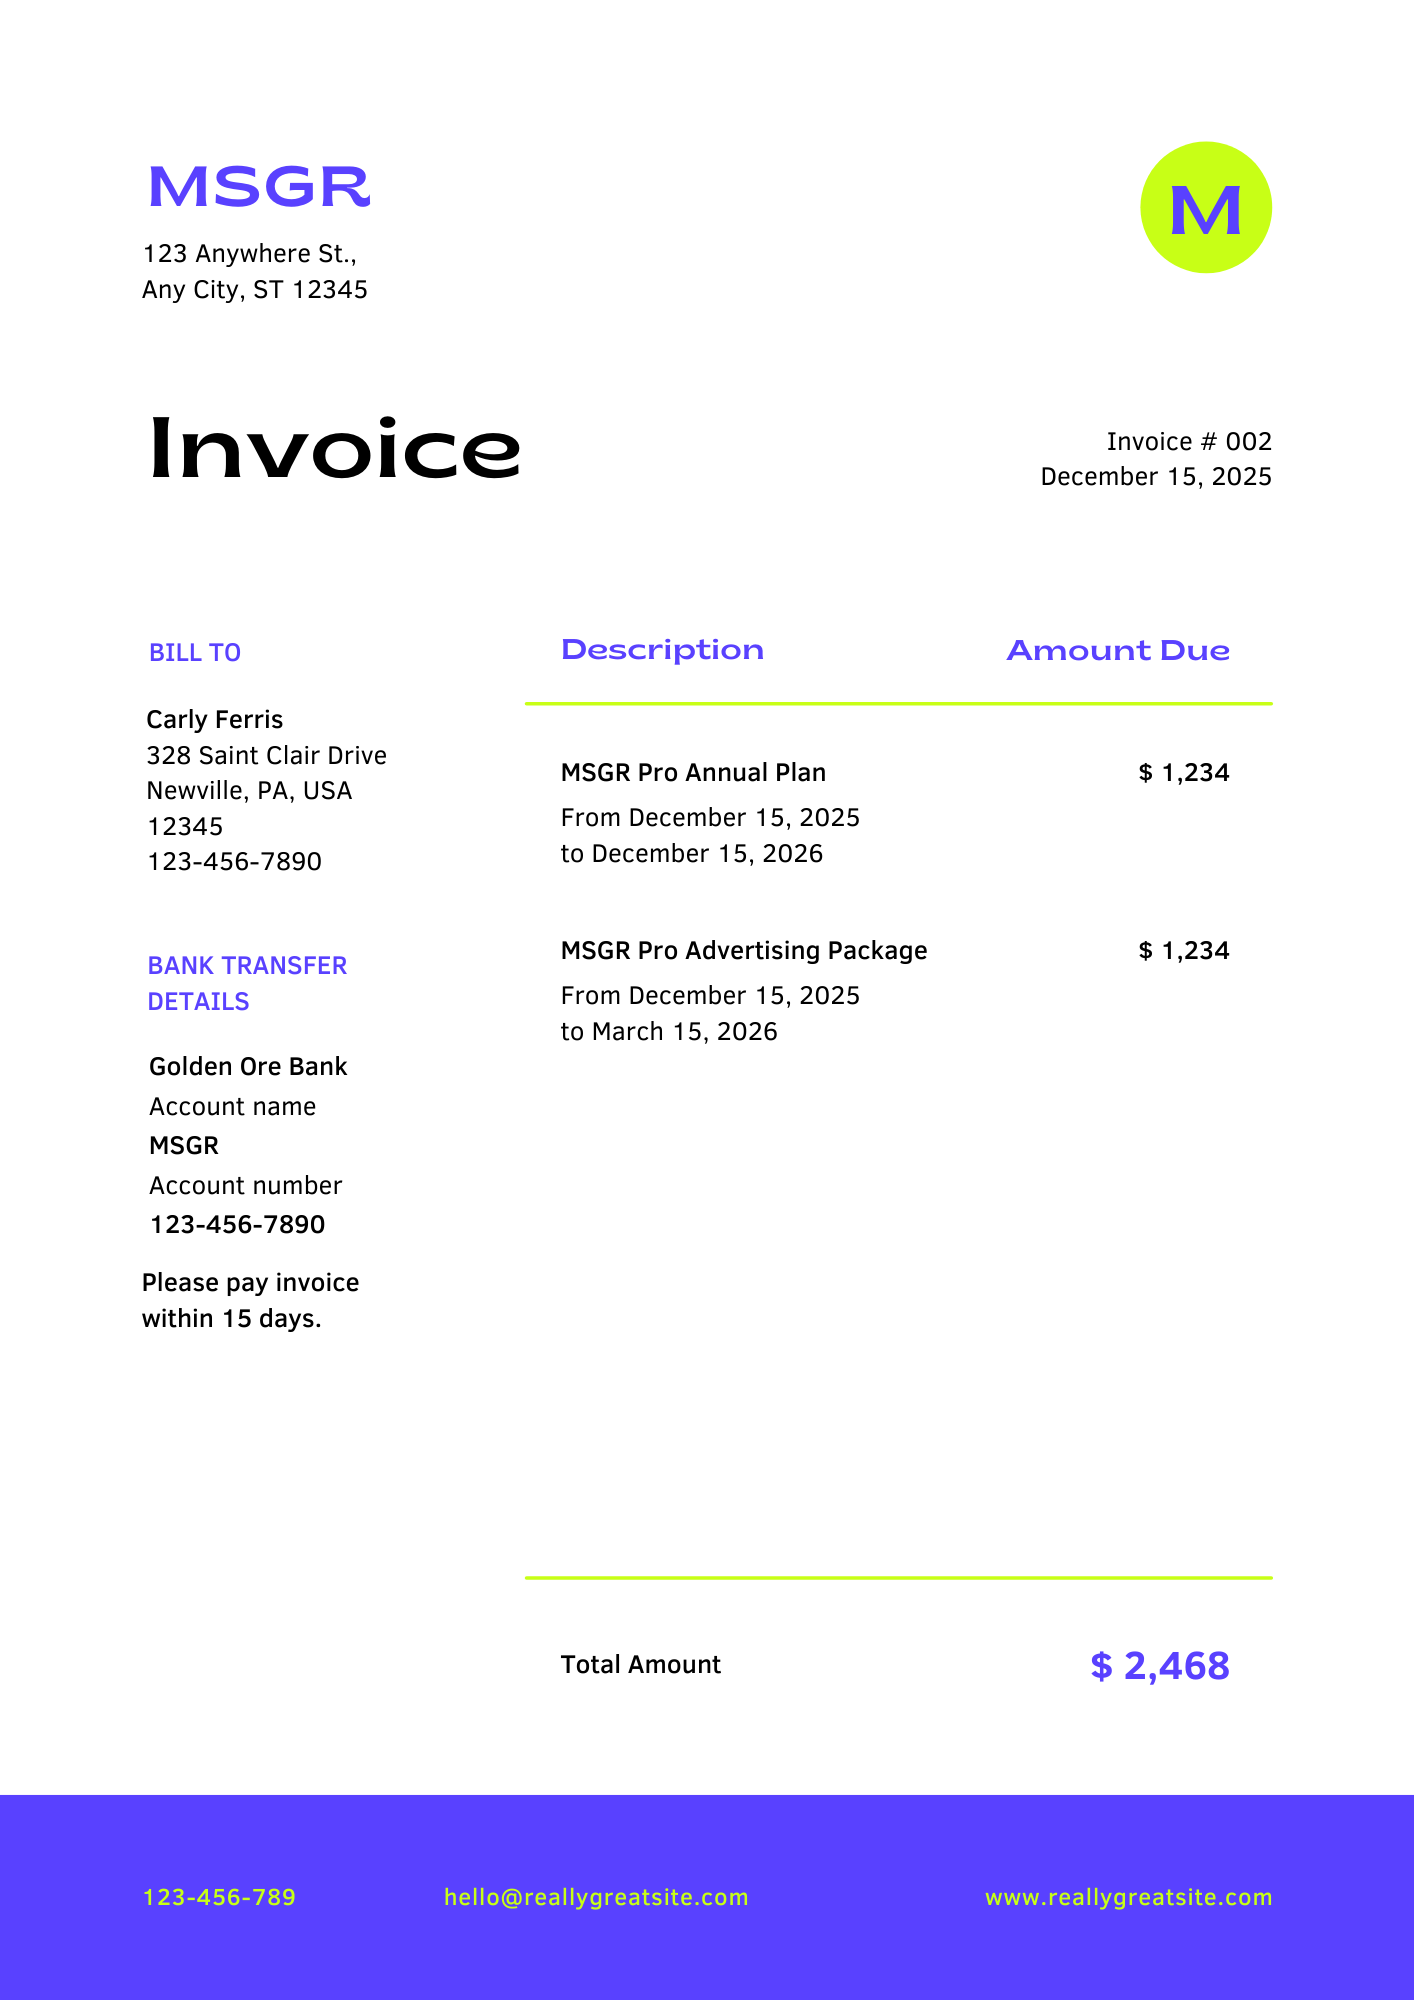 MSGR
123 Anywhere St.,
Any City, ST 12345
M
Invoice
Invoice # 002
December 15, 2025
BILL TO
Carly Ferris
328 Saint Clair Drive
Newville, PA, USA
12345
123-456-7890
BANK TRANSFER
DETAILS
Golden Ore Bank
Account name
MSGR
Account number
123-456-7890
Please pay invoice
within 15 days.
Description Amount Due
MSGR Pro Annual Plan $ 1,234
From December 15, 2025
to December 15, 2026
MSGR Pro Advertising Package $ 1,234
From December 15, 2025
to March 15, 2026
Total Amount $ 2,468
123-456-789 hello@reallygreatsite.com www.reallygreatsite.com